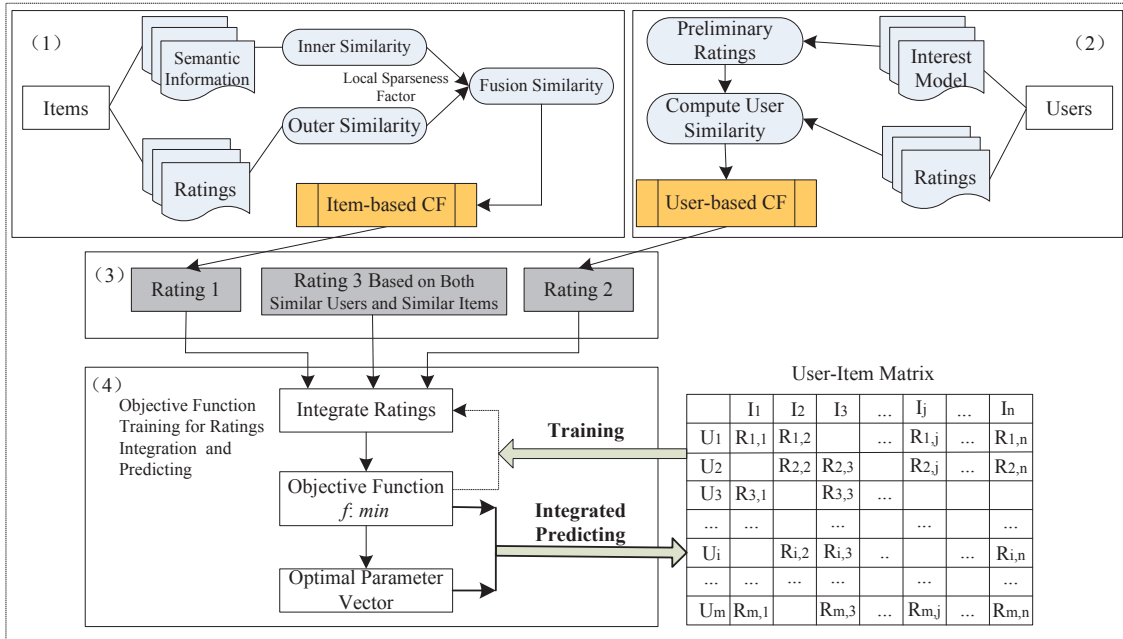 （1）
Items
Semantic
Information
Ratings
Inner Similarity
Local Sparseness
Factor
Outer Similarity
Fusion Similarity
Item-based CF
（2）
Preliminary
Ratings
Compute User
Similarity
User-based CF
Interest
Model
Ratings
Users
（3）
Rating 1
Rating 3 Based on Both
Similar Users and Similar Items
Rating 2
（4）
Objective Function
Training for Ratings
Integration and
Predicting
Integrate Ratings
Objective Function
f: min
Optimal Parameter
Vector
Training
Integrated
Predicting
User-Item Matrix
I1 I2 I3 ... Ij ... In
U1 R1,1 R1,2 ... R1,j ... R1,n
U2 R2,2 R2,3 R2,j ... R2,n
U3 R3,1 R3,3 ...
... ... ... ...
Ui Ri,2 Ri,3 .. ... Ri,n
... ... ... ...
Um Rm,1 Rm,3 ... Rm,j ... Rm,n